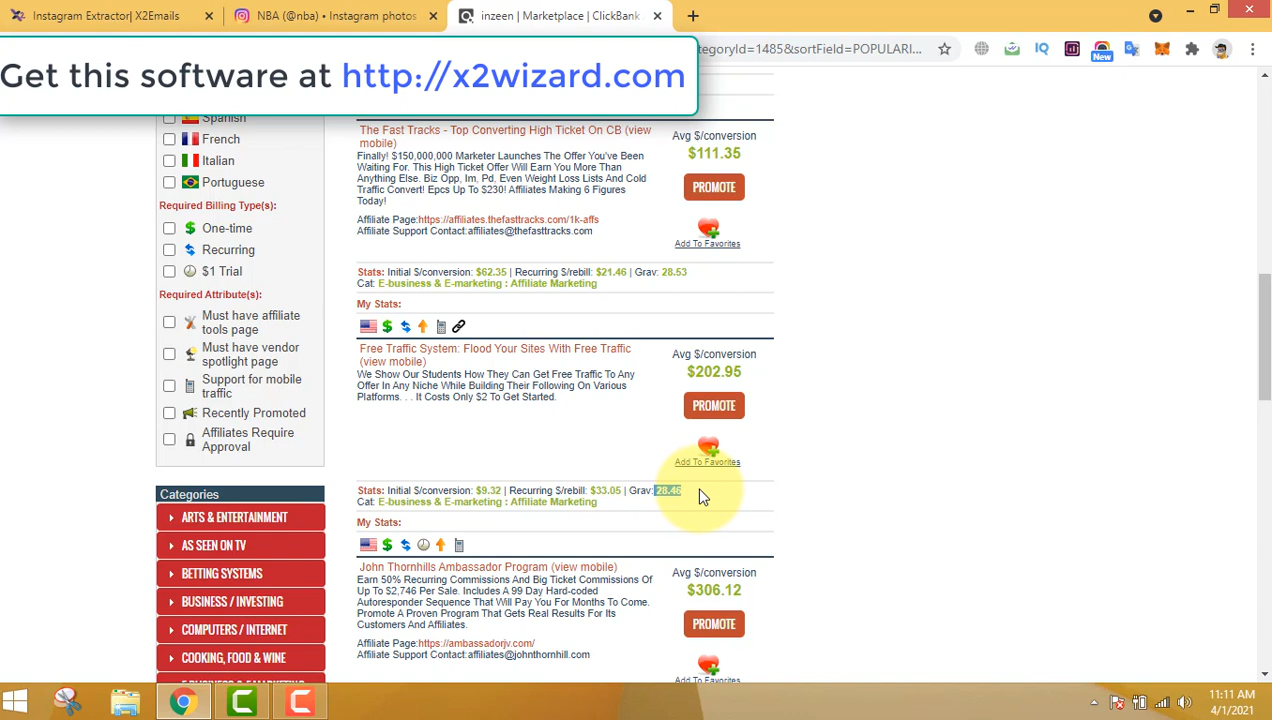 Instagram Extractor| X2Emails
NBA (@nba) • Instagram photos
inzeen | Marketplace | ClickBank
Get this software at http://x2wizard.com
ategoryId=1485&sortField=POPULARI...
New
Spanish
French
Italian
Portuguese
Required Billing Type(s):
One-time
Recurring
$1 Trial
Required Attribute(s):
Must have affiliate
tools page
Must have vendor
spotlight page
Support for mobile
traffic
Recently Promoted
Affiliates Require
Approval
Categories
ARTS & ENTERTAINMENT
AS SEEN ON TV
BETTING SYSTEMS
BUSINESS / INVESTING
COMPUTERS / INTERNET
COOKING, FOOD & WINE
E-BUSINESS & E-MARKETING
The Fast Tracks - Top Converting High Ticket On CB (view
mobile)
Finally! $150,000,000 Marketer Launches The Offer You've Been
Waiting For. This High Ticket Offer Will Earn You More Than
Anything Else. Biz Opp, Im, Pd, Even Weight Loss Lists And Cold
Traffic Convert! Epcs Up To $230! Affiliates Making 6 Figures
Today!
Affiliate Page:https://affiliates.thefasttracks.com/1k-affs
Affiliate Support Contact:affiliates@thefasttracks.com
Avg $/conversion
$111.35
PROMOTE
Add To Favorites
Stats: Initial $/conversion: $62.35 | Recurring $/rebill: $21.46 | Grav: 28.53
Cat: E-business & E-marketing : Affiliate Marketing
My Stats:
Free Traffic System: Flood Your Sites With Free Traffic
(view mobile)
We Show Our Students How They Can Get Free Traffic To Any
Offer In Any Niche While Building Their Following On Various
Platforms. . . It Costs Only $2 To Get Started.
Avg $/conversion
$202.95
PROMOTE
Add To Favorites
Stats: Initial $/conversion: $9.32 | Recurring $/rebill: $33.05 | Grav: 28.46
Cat: E-business & E-marketing : Affiliate Marketing
My Stats:
John Thornhills Ambassador Program (view mobile)
Earn 50% Recurring Commissions And Big Ticket Commissions Of
Up To $2,746 Per Sale. Includes A 99 Day Hard-coded
Autoresponder Sequence That Will Pay You For Months To Come.
Promote A Proven Program That Gets Real Results For Its
Customers And Affiliates.
Affiliate Page:https://ambassadorjv.com/
Affiliate Support Contact:affiliates@johnthornhill.com
Avg $/conversion
$306.12
PROMOTE
Add To Favorites
11:11 AM
4/1/2021